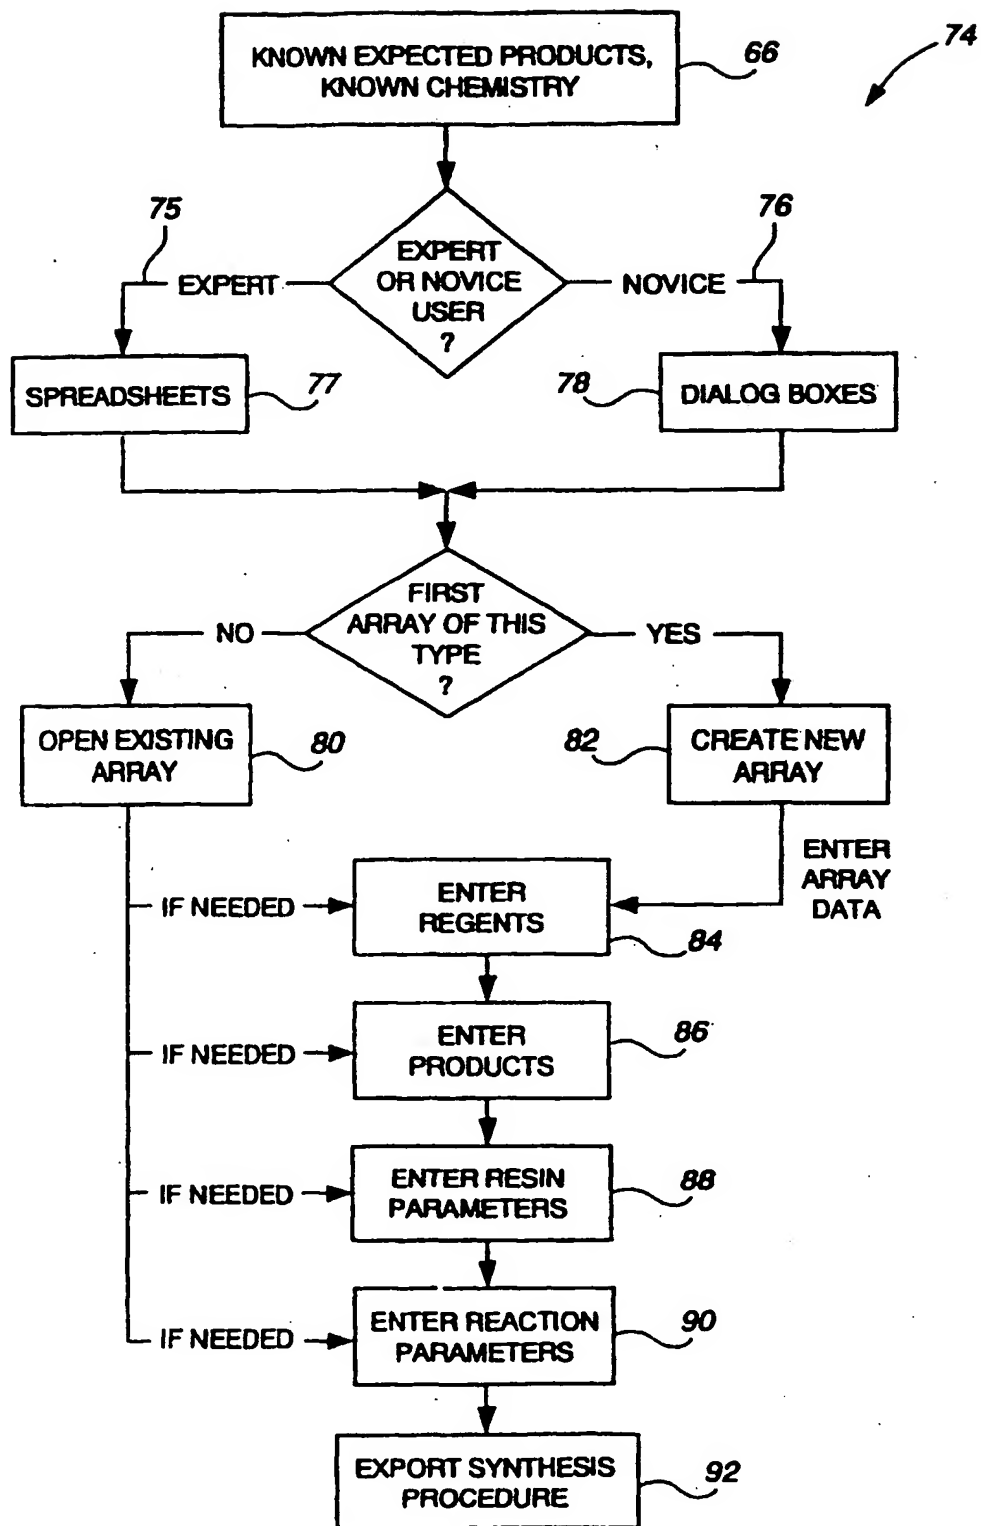 KNOWN EXPECTED PRODUCTS,
KNOWN CHEMISTRY
66
74
75
76
EXPERT
OR NOVICE
USER
?
EXPERT
NOVICE
SPREADSHEETS
77
78
DIALOG BOXES
FIRST
ARRAY OF THIS
TYPE
?
NO
YES
OPEN EXISTING
ARRAY
80
82
CREATE NEW
ARRAY
ENTER
ARRAY
DATA
IF NEEDED
ENTER
REGENTS
84
IF NEEDED
ENTER
PRODUCTS
86
IF NEEDED
ENTER RESIN
PARAMETERS
88
IF NEEDED
ENTER REACTION
PARAMETERS
90
EXPORT SYNTHESIS
PROCEDURE
92